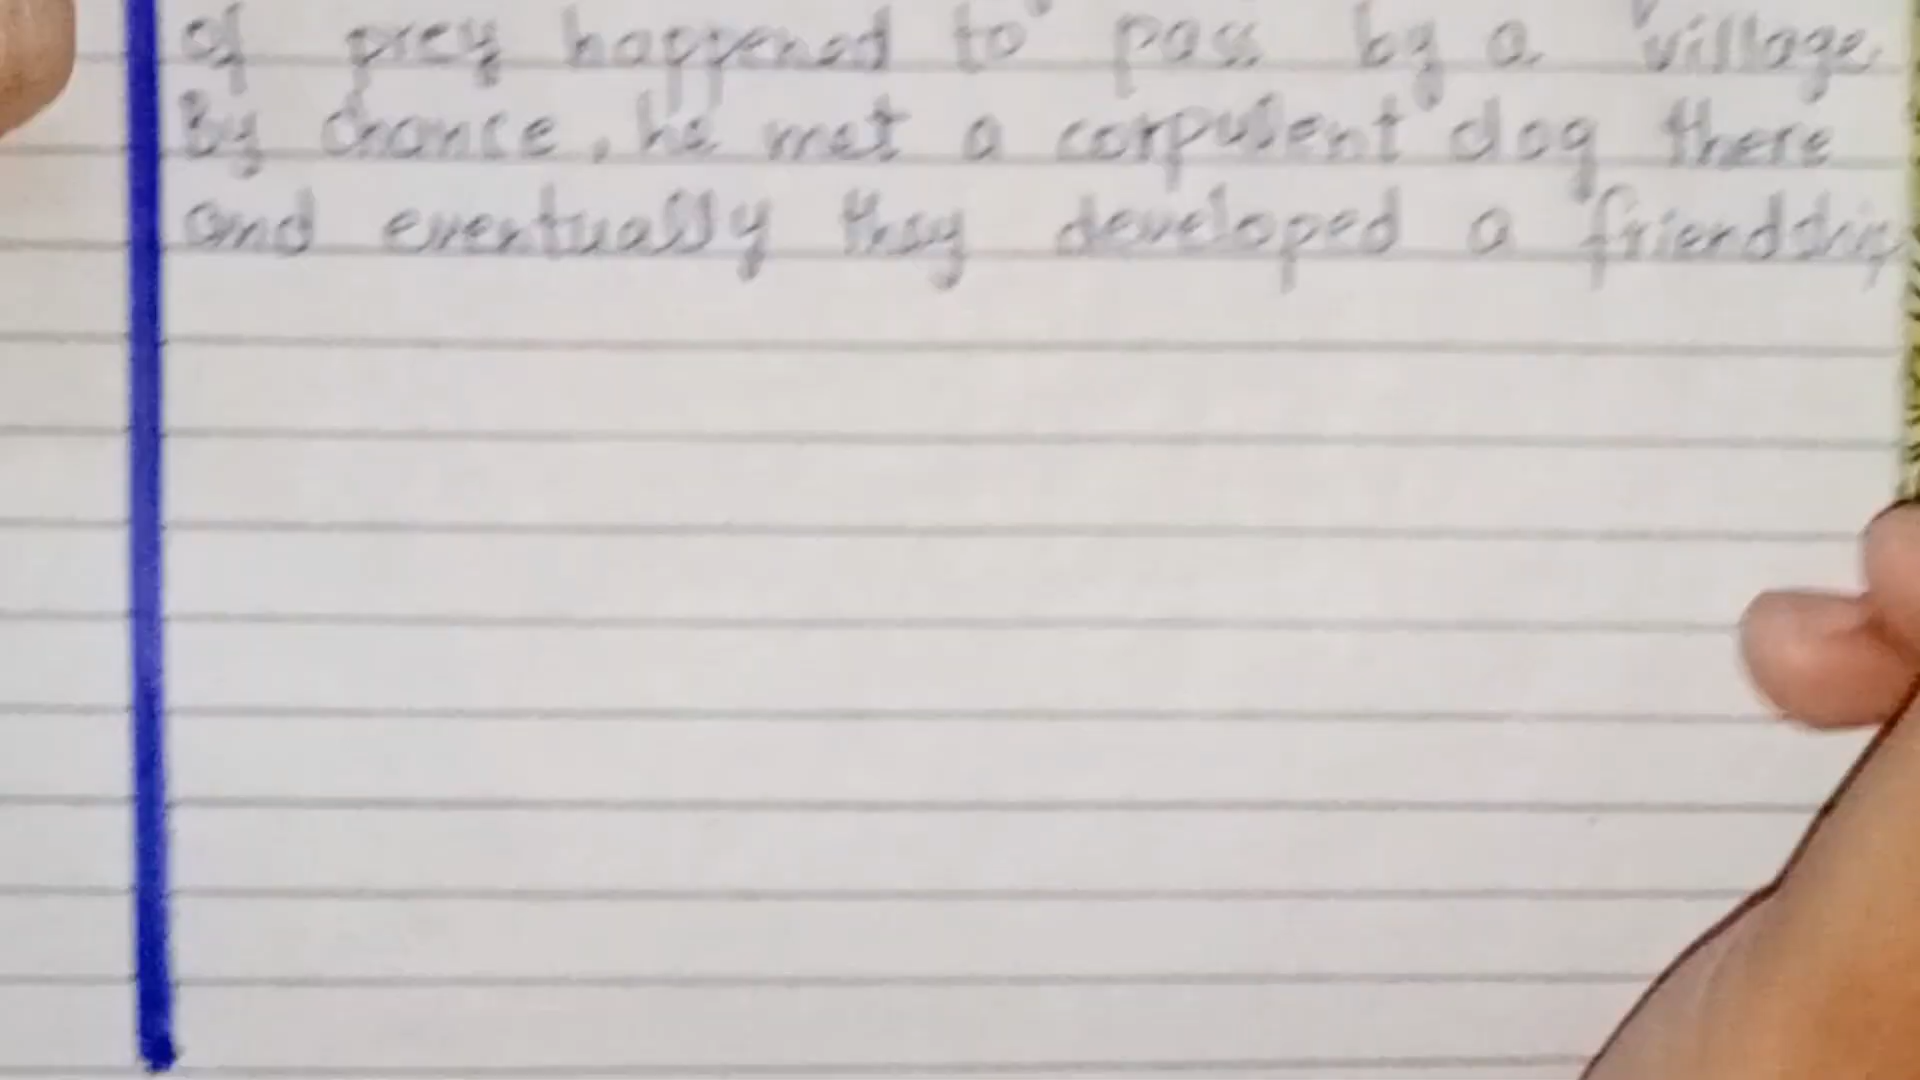 of prey happened to pass by a village.
By chance, he met a corpulent dog there
and eventually they developed a friendship